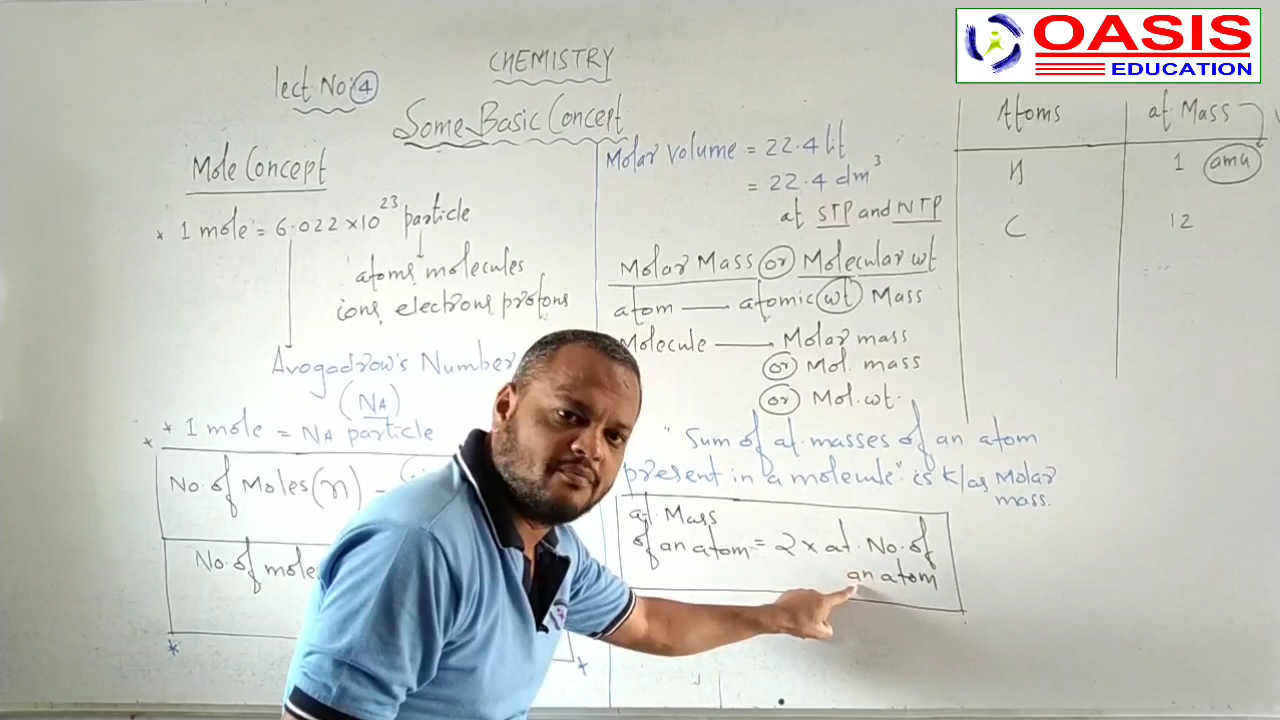 OASIS
EDUCATION
CHEMISTRY
lect No: 4
Some Basic Concept
Mole Concept
* 1 mole = 6.022 x 10²³ particle
atoms, molecules
ions, electrons, protons
Avogadrow's Number
(NA)
* 1 mole = NA particle
* No. of Moles (n) =
No. of mole
*
*
Molar volume = 22.4 lit
= 22.4 dm³
at STP and NTP
Molar Mass or Molecular wt
atom — atomic wt Mass
Molecule — Molar mass
or Mol. mass
or Mol. wt.
"Sum of at. masses of an atom
present in a molecule" is K/as Molar
mass.
at. Mass
of an atom = 2 x at. No. of
an atom
Atoms at. Mass
H 1 amu
C 12